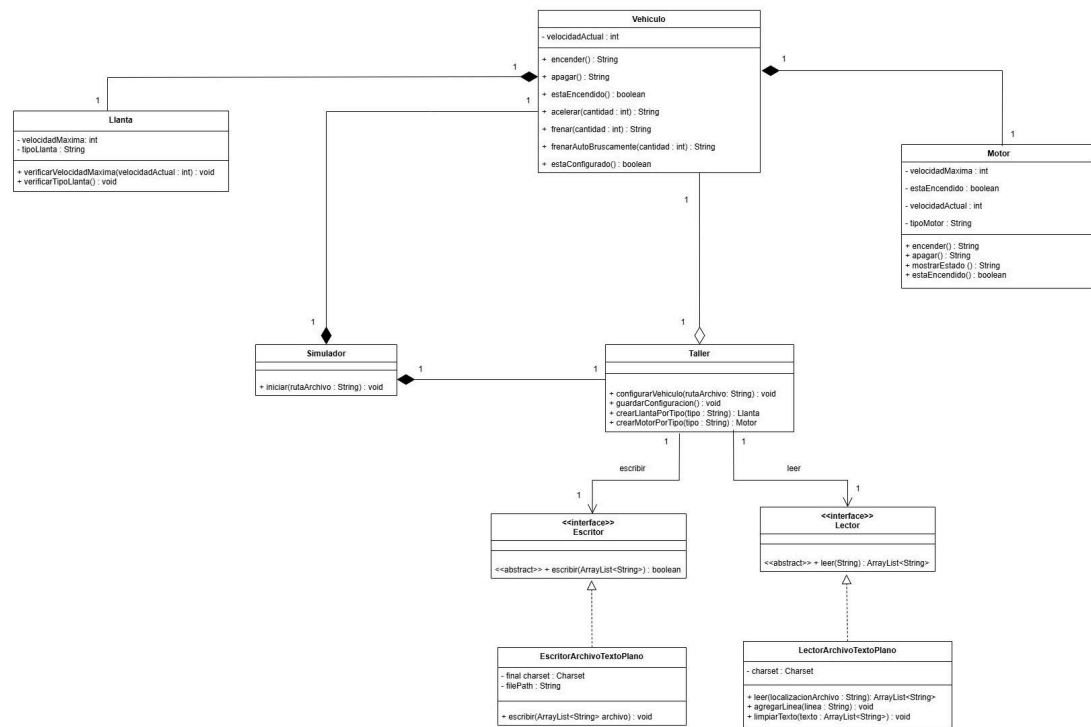 Vehiculo
- velocidadActual : int
+ encender() : String
+ apagar() : String
+ estaEncendido() : boolean
+ acelerar(cantidad : int) : String
+ frenar(cantidad : int) : String
+ frenarAutoBruscamente(cantidad : int) : String
+ estaConfigurado() : boolean
1
1
1
1
1
1
Llanta
- velocidadMaxima: int
- tipoLlanta : String
+ verificarVelocidadMaxima(velocidadActual : int) : void
+ verificarTipoLlanta() : void
Motor
- velocidadMaxima : int
- estaEncendido : boolean
- velocidadActual : int
- tipoMotor : String
+ encender() : String
+ apagar() : String
+ mostrarEstado () : String
+ estaEncendido() : boolean
1
1
Simulador
+ iniciar(rutaArchivo : String) : void
1
1
Taller
+ configurarVehiculo(rutaArchivo: String) : void
+ guardarConfiguracion() : void
+ crearLlantaPorTipo(tipo : String) : Llanta
+ crearMotorPorTipo(tipo : String) : Motor
1
1
escribir
leer
1
1
<<interface>>
Escritor
<<abstract>> + escribir(ArrayList<String>) : boolean
<<interface>>
Lector
<<abstract>> + leer(String) : ArrayList<String>
EscritorArchivoTextoPlano
- final charset : Charset
- filePath : String
+ escribir(ArrayList<String> archivo) : void
LectorArchivoTextoPlano
- charset : Charset
+ leer(localizacionArchivo : String): ArrayList<String>
+ agregarLinea(linea : String) : void
+ limpiarTexto(texto : ArrayList<String>) : void